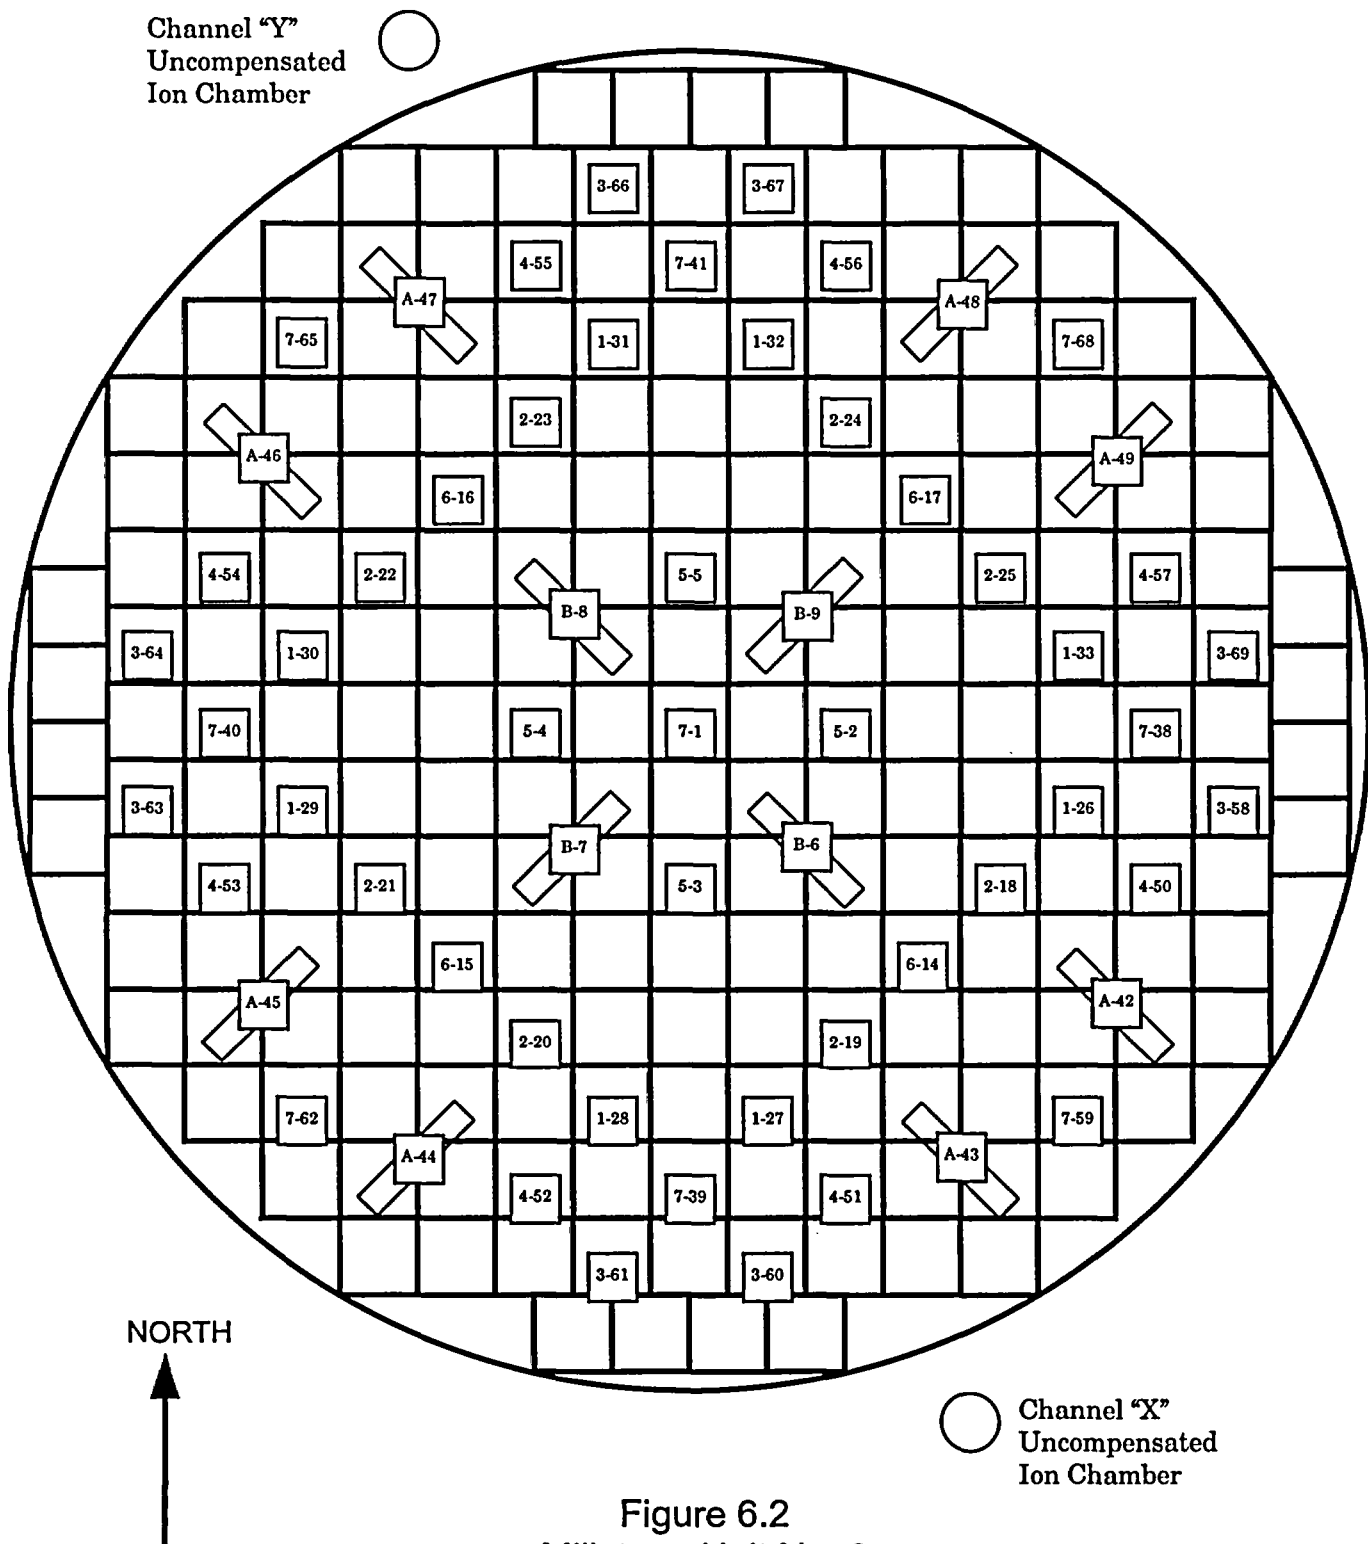 Channel “Y”
Uncompensated
Ion Chamber
3-66 3-67
4-55 7-41 4-56
A-47 A-48
7-65 1-31 1-32 7-68
2-23 2-24
A-46 A-49
6-16 6-17
4-54 2-22 5-5 2-25 4-57
B-8 B-9
3-64 1-30 1-33 3-69
7-40 5-4 7-1 5-2 7-38
3-63 1-29 1-26 3-58
B-7 B-6
4-53 2-21 5-3 2-18 4-50
6-15 6-14
A-45 A-42
2-20 2-19
7-62 1-28 1-27 7-59
A-44 A-43
4-52 7-39 4-51
3-61 3-60
NORTH
Channel “X”
Uncompensated
Ion Chamber
Figure 6.2